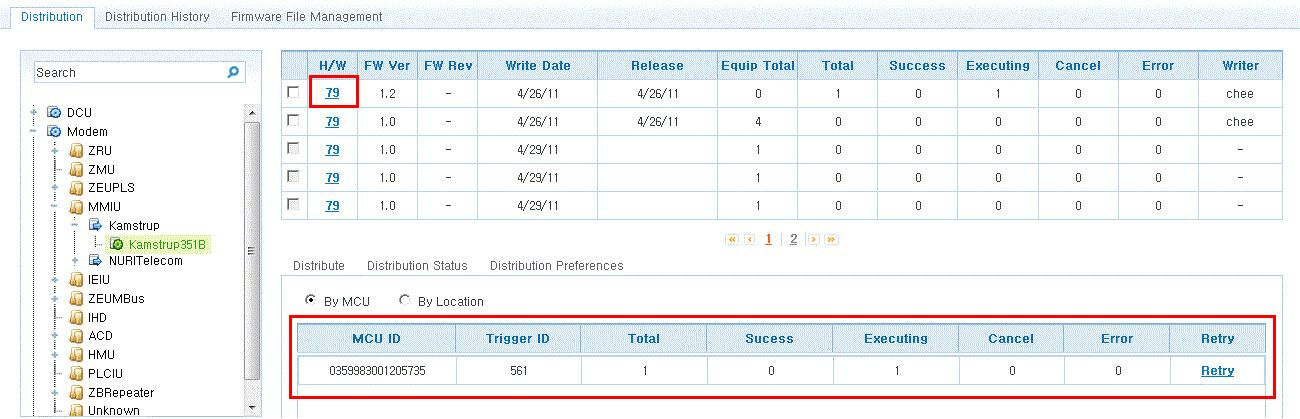 Distribution Distribution History Firmware File Management
Search
DCU
Modem
ZRU
ZMU
ZEUPLS
MMIU
Kamstrup
Kamstrup351B
NURITelecom
IEIU
ZEUMBus
IHD
ACD
HMU
PLCIU
ZBRepeater
Unknown
H/W FW Ver FW Rev Write Date Release Equip Total Total Success Executing Cancel Error Writer
79 1.2 - 4/26/11 4/26/11 0 1 0 1 0 0 chee
79 1.0 - 4/26/11 4/26/11 4 0 0 0 0 0 chee
79 1.0 - 4/29/11 1 0 0 0 0 0 -
79 1.0 - 4/29/11 1 0 0 0 0 0 -
79 1.0 - 4/29/11 1 0 0 0 0 0 -
1 | 2
Distribute Distribution Status Distribution Preferences
By MCU By Location
MCU ID Trigger ID Total Sucess Executing Cancel Error Retry
0359983001205735 561 1 0 1 0 0 Retry